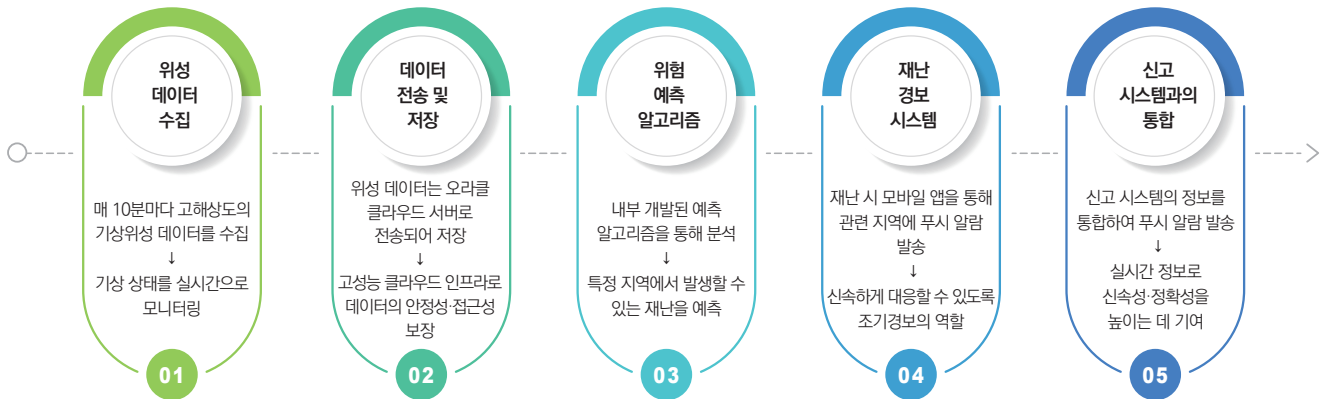 위성
데이터
수집
매 10분마다 고해상도의
기상위성 데이터를 수집
↓
기상 상태를 실시간으로
모니터링
01
데이터
전송 및
저장
위성 데이터는 오라클
클라우드 서버로
전송되어 저장
↓
고성능 클라우드 인프라로
데이터의 안정성·접근성
보장
02
위험
예측
알고리즘
내부 개발된 예측
알고리즘을 통해 분석
↓
특정 지역에서 발생할 수
있는 재난을 예측
03
재난
경보
시스템
재난 시 모바일 앱을 통해
관련 지역에 푸시 알람
발송
↓
신속하게 대응할 수 있도록
조기경보의 역할
04
신고
시스템과의
통합
신고 시스템의 정보를
통합하여 푸시 알람 발송
↓
실시간 정보로
신속성·정확성을
높이는 데 기여
05